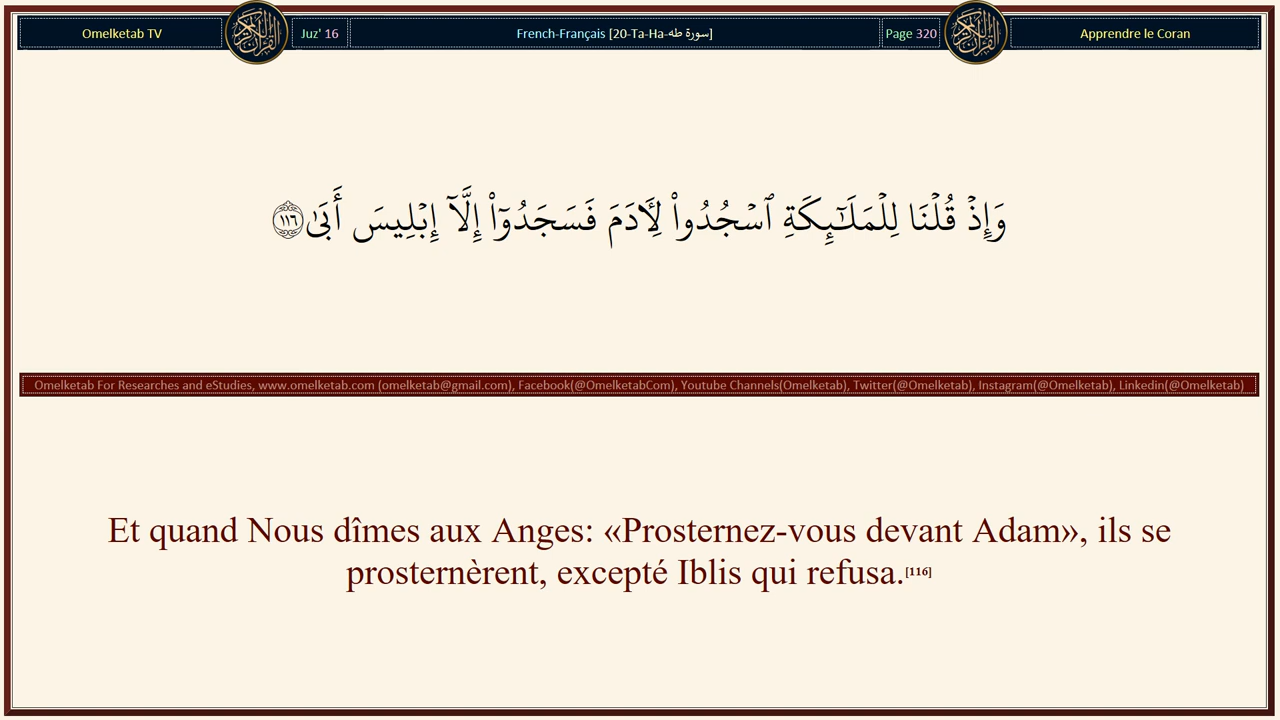 Omelketab TV
Juz' 16
French-Français [20-Ta-Ha-سورة طه]
Page 320
Apprendre le Coran
وَإِذۡ قُلۡنَا لِلۡمَلَٰٓئِكَةِ ٱسۡجُدُواْ لِأٓدَمَ فَسَجَدُوٓاْ إِلَّآ إِبۡلِيسَ أَبَىٰ ١١٦
Omelketab For Researches and eStudies, www.omelketab.com (omelketab@gmail.com), Facebook(@OmelketabCom), Youtube Channels(Omelketab), Twitter(@Omelketab), Instagram(@Omelketab), Linkedin(@Omelketab)
Et quand Nous dîmes aux Anges: «Prosternez-vous devant Adam», ils se
prosternèrent, excepté Iblis qui refusa.[116]